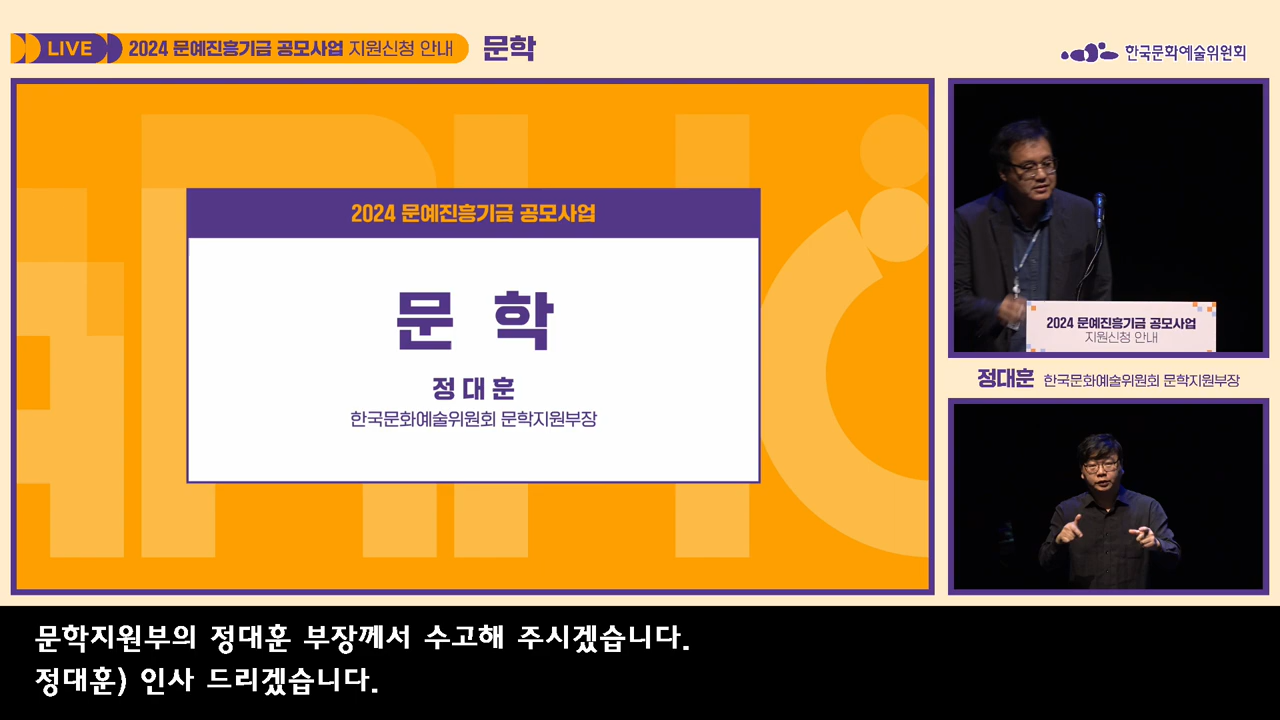 LIVE 2024 문예진흥기금 공모사업 지원신청 안내 문학
한국문화예술위원회
2024 문예진흥기금 공모사업
문 학
정 대 훈
한국문화예술위원회 문학지원부장
2024 문예진흥기금 공모사업
지원신청 안내
정대훈 한국문화예술위원회 문학지원부장
문학지원부의 정대훈 부장께서 수고해 주시겠습니다.
정대훈) 인사 드리겠습니다.